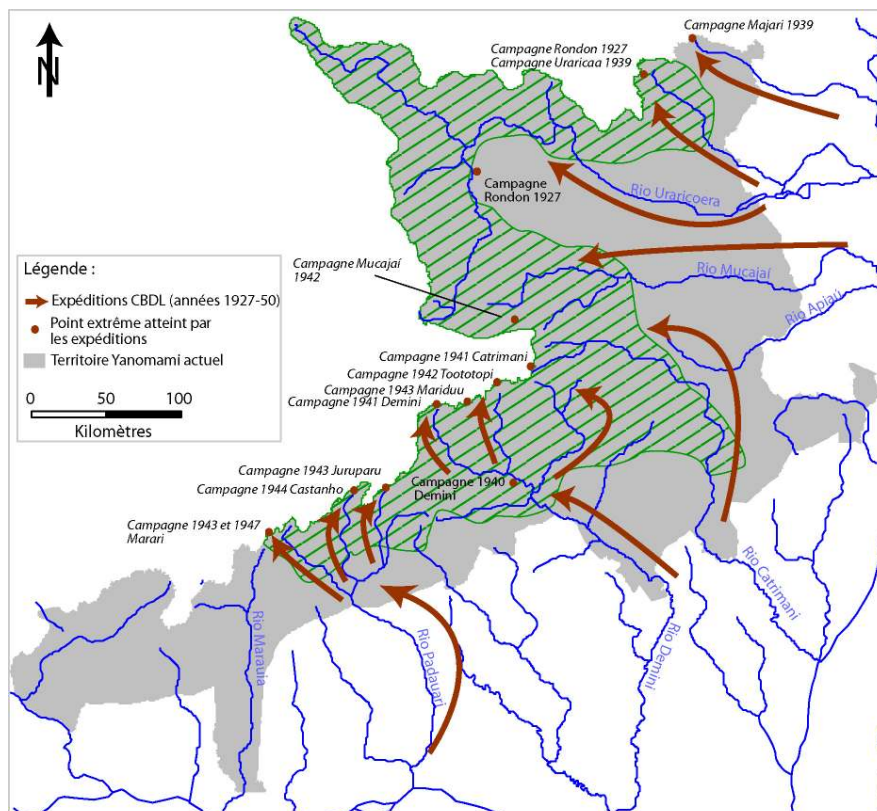 Campagne Majari 1939
Campagne Rondon 1927
Campagne Uraricaa 1939
N
Campagne
Rondon 1927
Rio Uraricoera
Légende :
Expéditions CBDL (années 1927-50)
Point extrême atteint par
les expéditions
Territoire Yanomami actuel
0 50 100
Kilomètres
Campagne Mucajaí
1942
Rio Mucajaí
Rio Apiaú
Campagne 1941 Catrimani
Campagne 1942 Toototopi
Campagne 1943 Mariduu
Campagne 1941 Demini
Campagne 1943 Juruparu
Campagne 1944 Castanho
Campagne 1940
Demini
Campagne 1943 et 1947
Marari
Rio Marauia
Rio Padauari
Rio Demini
Rio Catrimani